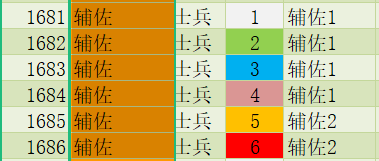 1681 辅佐 士兵 1 辅佐1
1682 辅佐 士兵 2 辅佐1
1683 辅佐 士兵 3 辅佐1
1684 辅佐 士兵 4 辅佐1
1685 辅佐 士兵 5 辅佐2
1686 辅佐 士兵 6 辅佐2